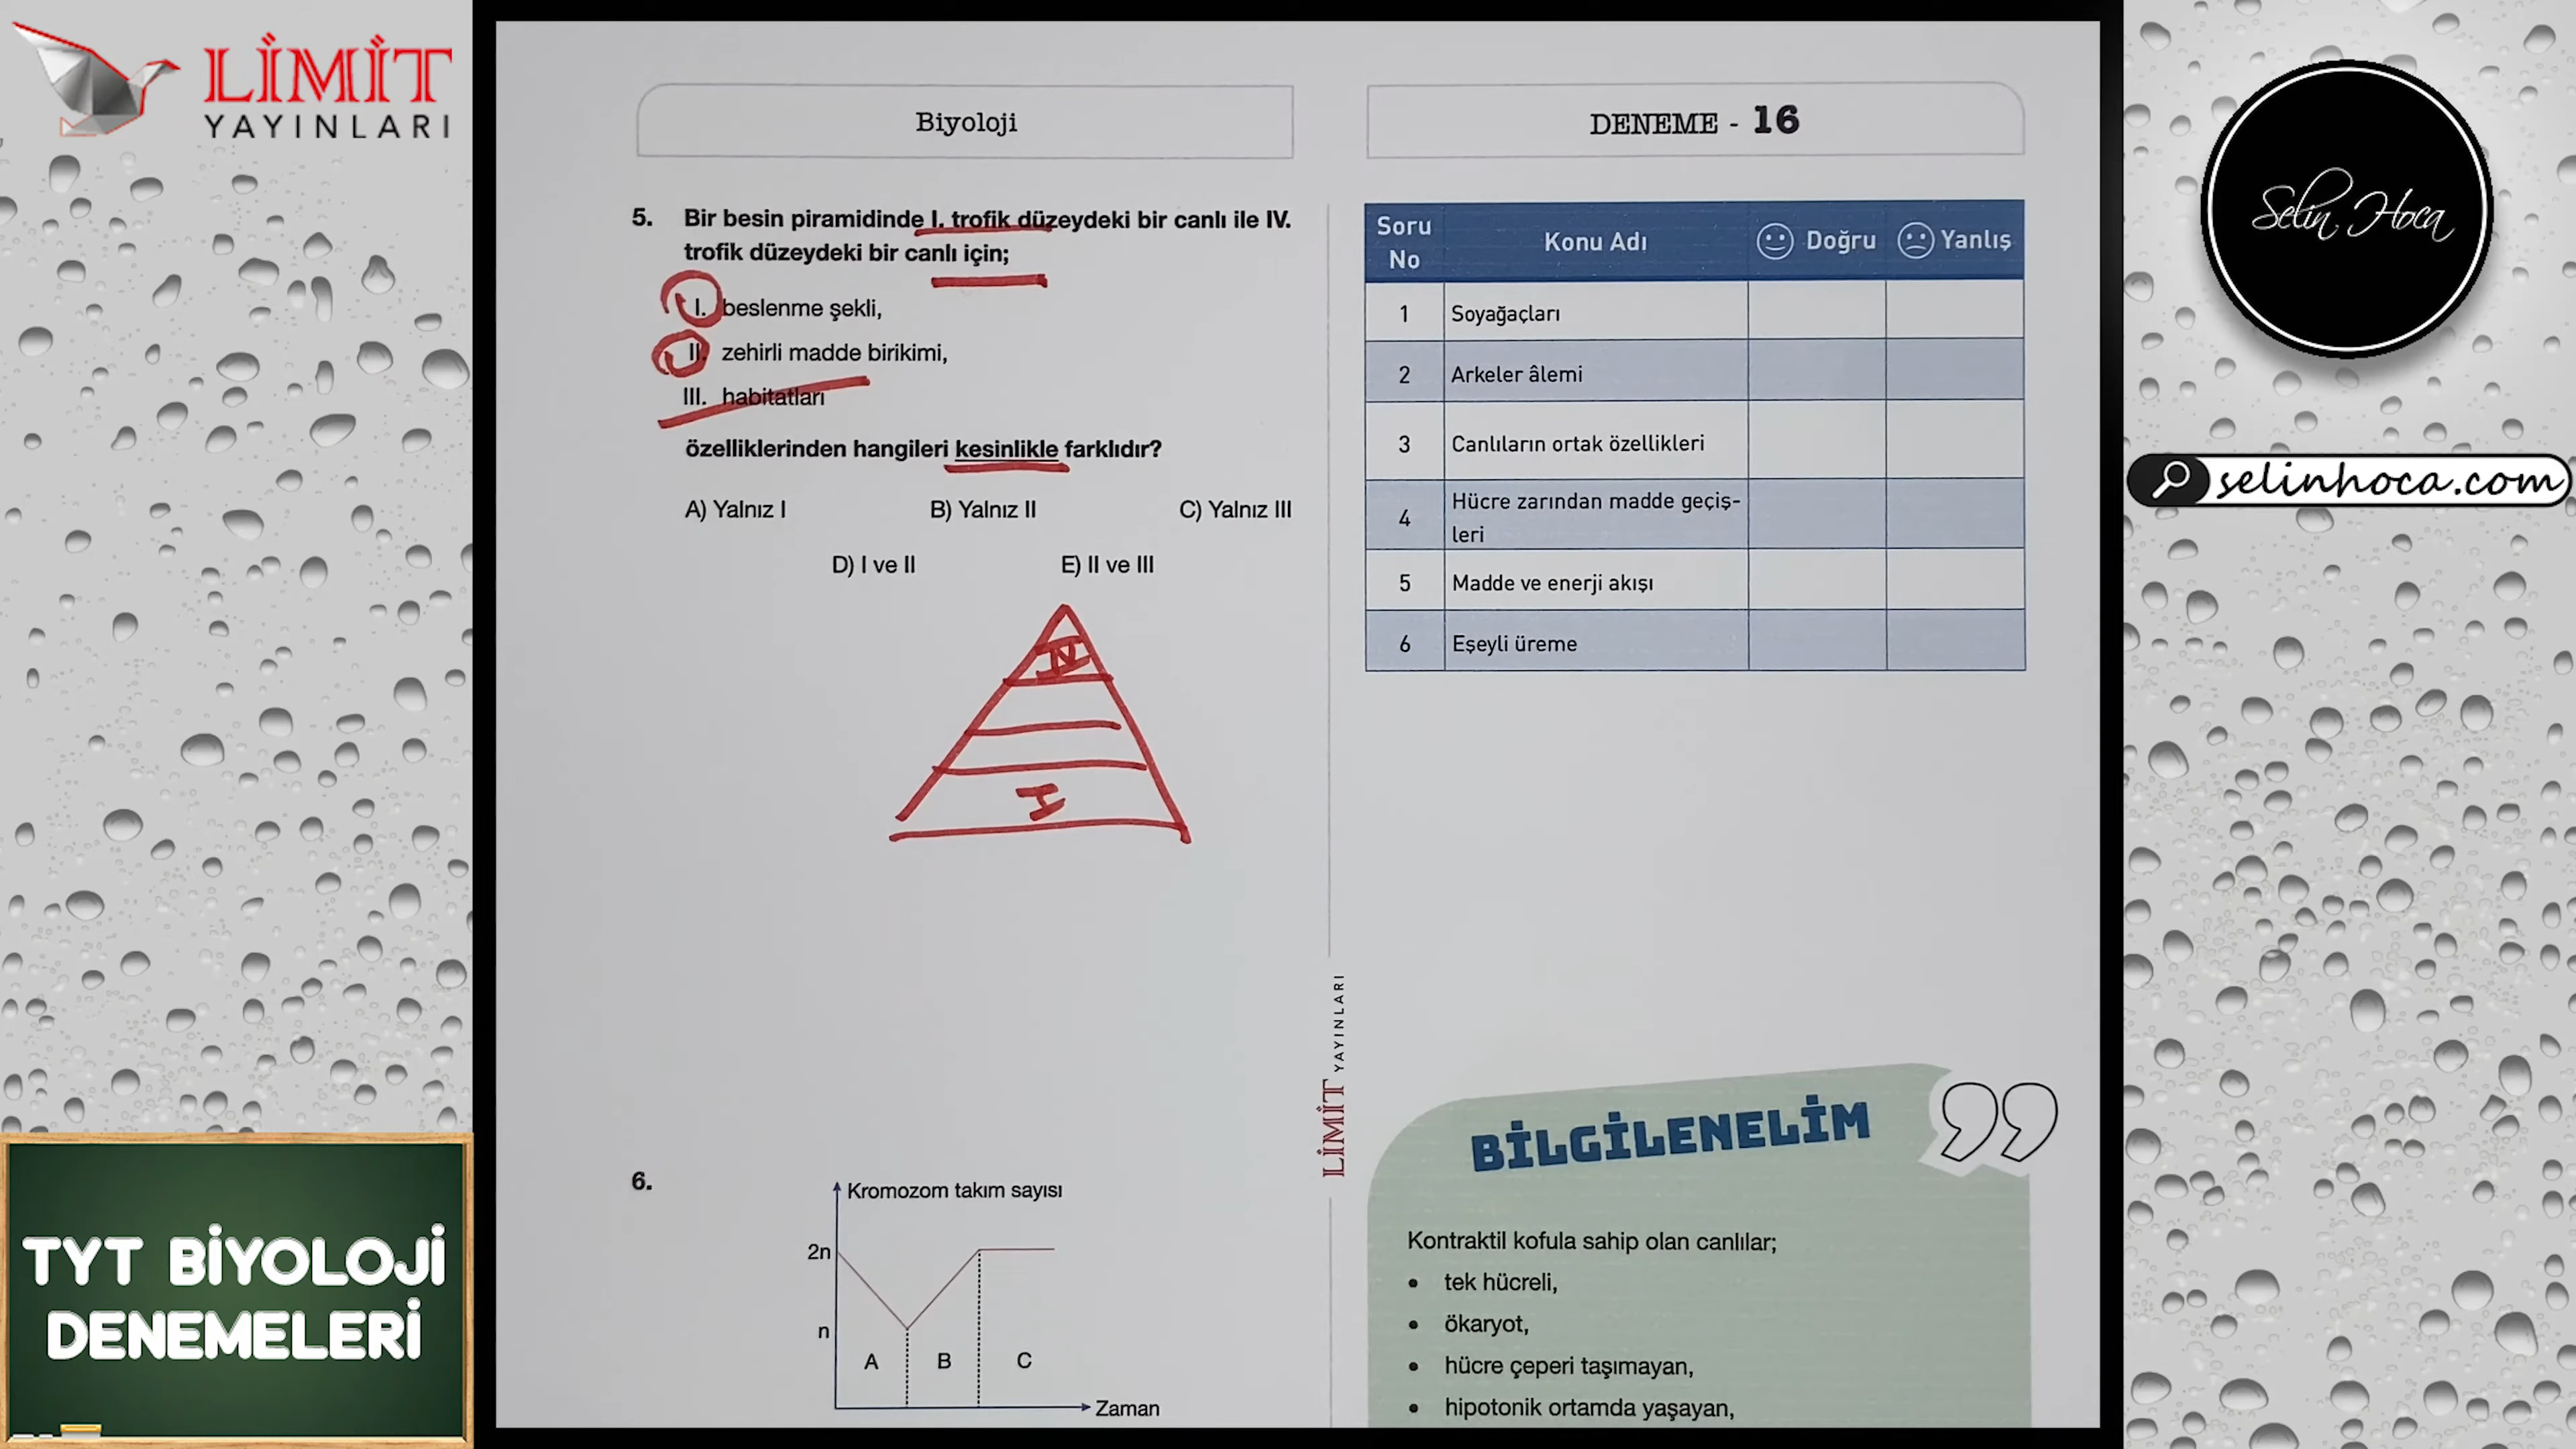 LİMİT
YAYINLARI
Biyoloji
DENEME - 16
5. Bir besin piramidinde I. trofik düzeydeki bir canlı ile IV.
trofik düzeydeki bir canlı için;
I. beslenme şekli,
II. zehirli madde birikimi,
III. habitatları
özelliklerinden hangileri kesinlikle farklıdır?
A) Yalnız I B) Yalnız II C) Yalnız III
D) I ve II E) II ve III
IV
I
6.
Kromozom takım sayısı
2n
n
A B C
Zaman
LİMİT YAYINLARI
Soru No Konu Adı Doğru Yanlış
1 Soyağaçları
2 Arkeler âlemi
3 Canlıların ortak özellikleri
4 Hücre zarından madde geçiş-
leri
5 Madde ve enerji akışı
6 Eşeyli üreme
BİLGİLENELİM
Kontraktil kofula sahip olan canlılar;
• tek hücreli,
• ökaryot,
• hücre çeperi taşımayan,
• hipotonik ortamda yaşayan,
Selin Hoca
selinhoca.com
TYT BİYOLOJİ
DENEMELERİ